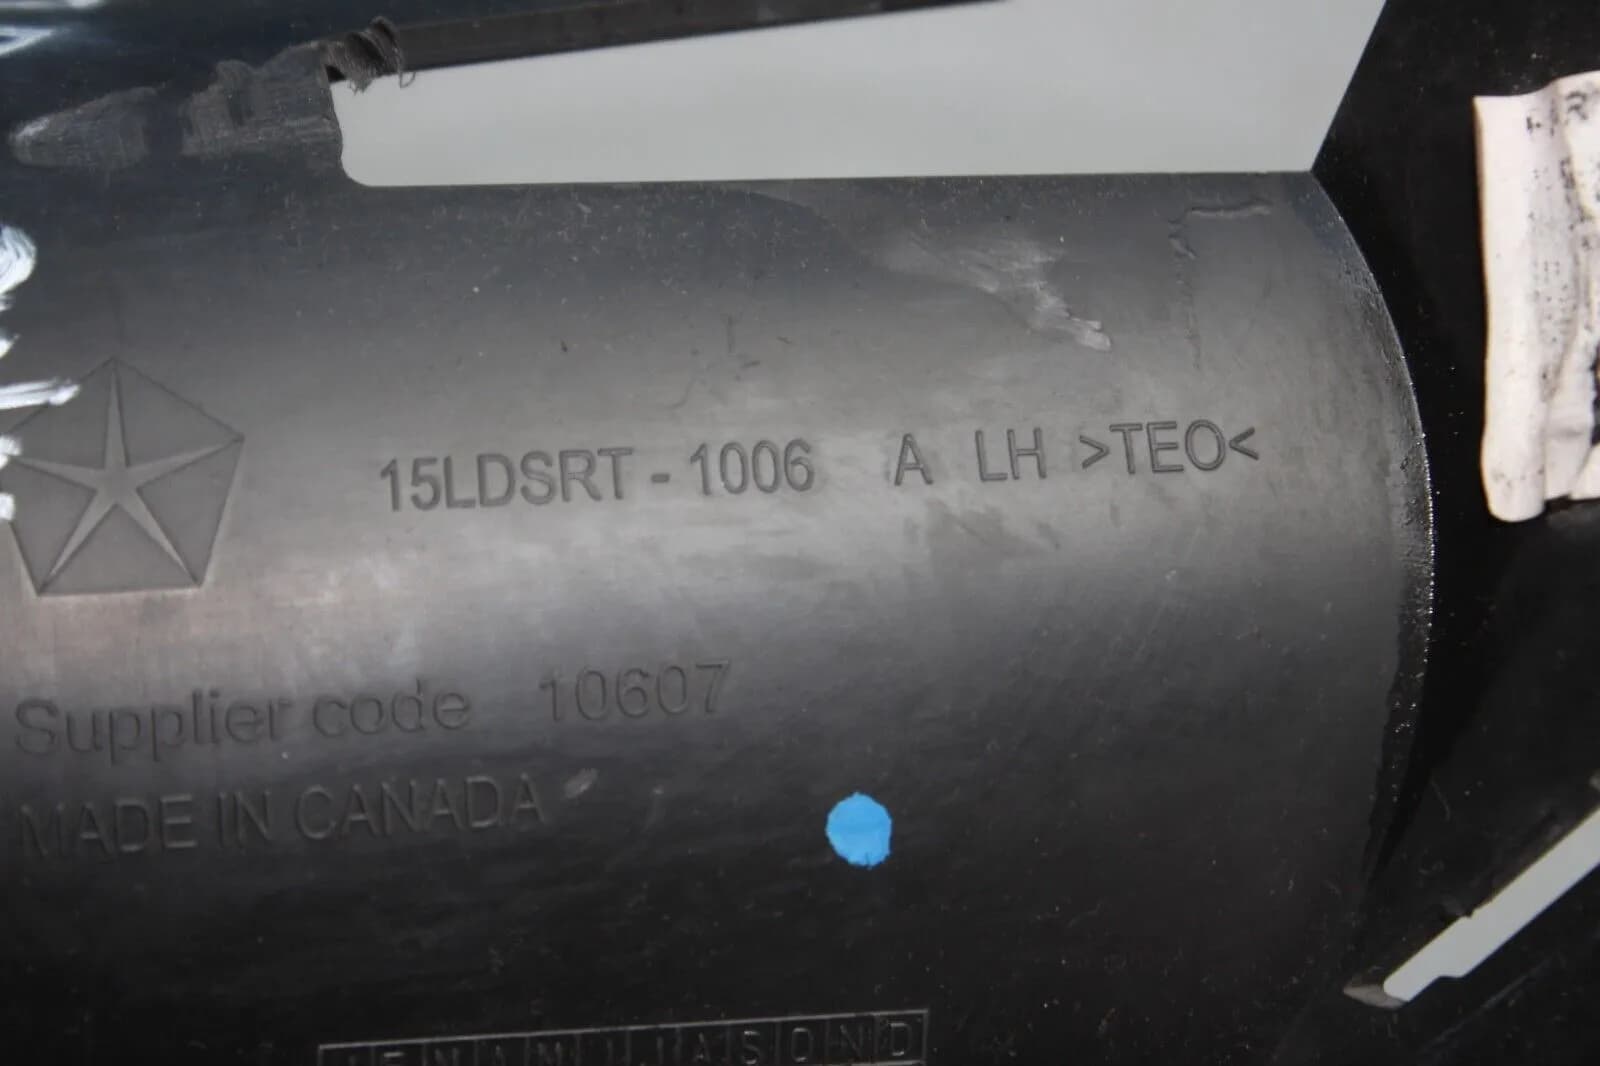 15LDSRT - 1006 A LH >TEO<
Supplier code 10607
MADE IN CANADA
J F M A M J J A S O N D